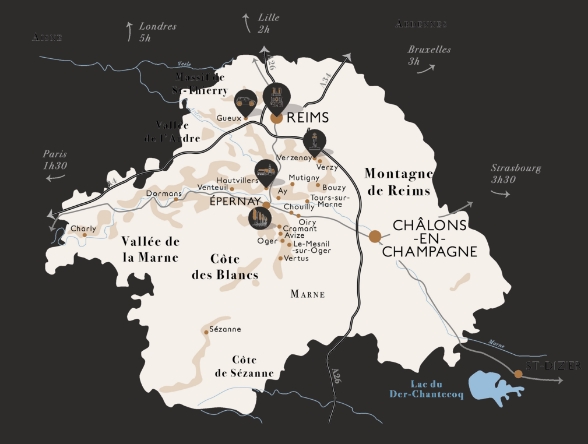 Lille
2h
Londres
5h
ARDENNES
AISNE
Bruxelles
3h
A26
A34
Massif de
St-Thierry
Gueux
REIMS
Vallée
de l'Ardre
Paris
1h30
Verzenay
Verzy
Strasbourg
3h30
Montagne
de Reims
Hautvillers
Mutigny
Venteuil
Ay
Bouzy
Dormans
Tours-sur-
Marne
ÉPERNAY
Chouilly
Oiry
Charly
Cramant
Avize
Oger
Le-Mesnil
-sur-Oger
Vertus
CHÂLONS
-EN-
CHAMPAGNE
Vallée de
la Marne
Côte
des Blancs
MARNE
Sézanne
Marne
Côte
de Sézanne
A26
ST-DIZIER
Lac du
Der-Chantecoq